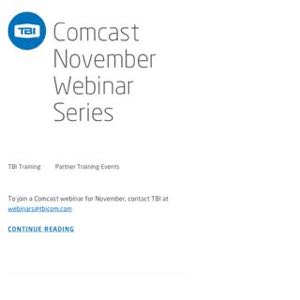 TBI
Comcast
November
Webinar
Series
TBI Training Partner Training Events
To join a Comcast webinar for November, contact TBI at
webinars@tbicom.com
CONTINUE READING